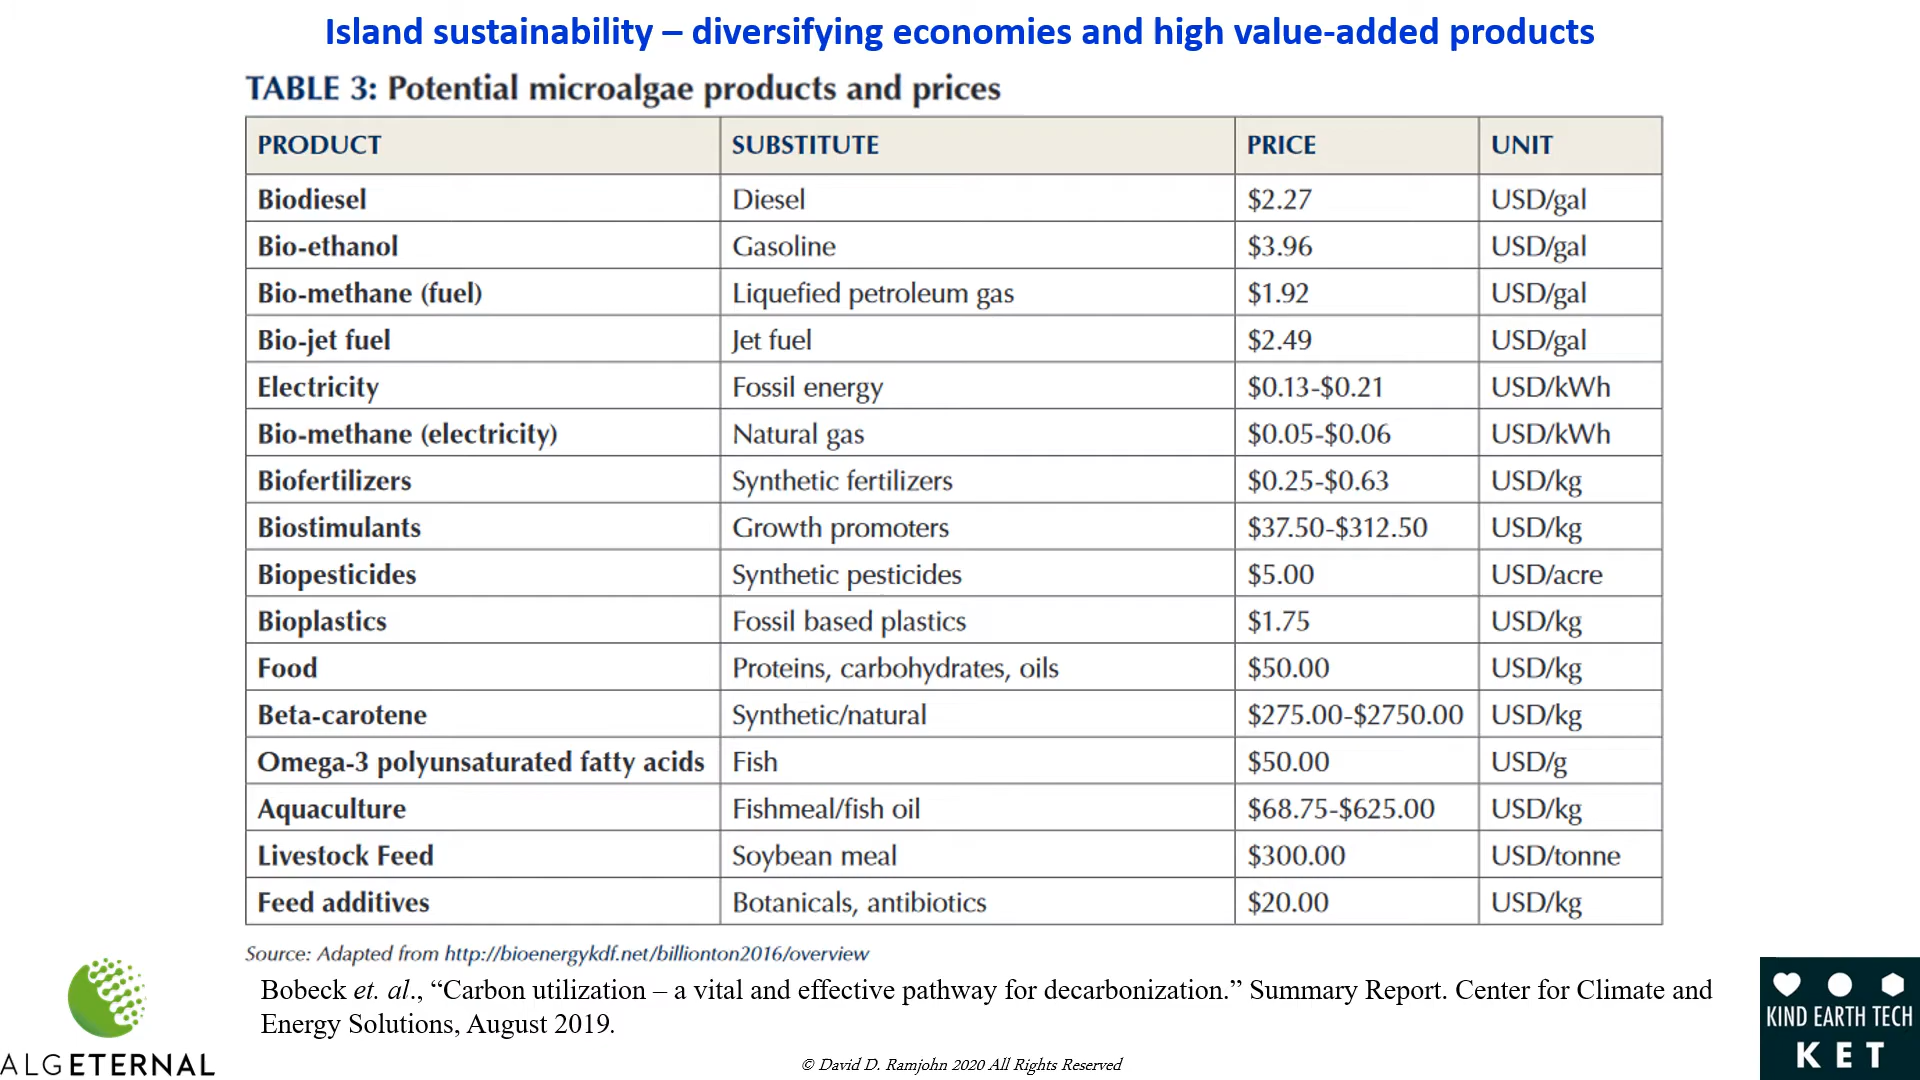 Island sustainability – diversifying economies and high value-added products
TABLE 3: Potential microalgae products and prices
PRODUCT SUBSTITUTE PRICE UNIT
Biodiesel Diesel $2.27 USD/gal
Bio-ethanol Gasoline $3.96 USD/gal
Bio-methane (fuel) Liquefied petroleum gas $1.92 USD/gal
Bio-jet fuel Jet fuel $2.49 USD/gal
Electricity Fossil energy $0.13-$0.21 USD/kWh
Bio-methane (electricity) Natural gas $0.05-$0.06 USD/kWh
Biofertilizers Synthetic fertilizers $0.25-$0.63 USD/kg
Biostimulants Growth promoters $37.50-$312.50 USD/kg
Biopesticides Synthetic pesticides $5.00 USD/acre
Bioplastics Fossil based plastics $1.75 USD/kg
Food Proteins, carbohydrates, oils $50.00 USD/kg
Beta-carotene Synthetic/natural $275.00-$2750.00 USD/kg
Omega-3 polyunsaturated fatty acids Fish $50.00 USD/g
Aquaculture Fishmeal/fish oil $68.75-$625.00 USD/kg
Livestock Feed Soybean meal $300.00 USD/tonne
Feed additives Botanicals, antibiotics $20.00 USD/kg
Source: Adapted from http://bioenergykdf.net/billionton2016/overview
Bobeck et. al., “Carbon utilization – a vital and effective pathway for decarbonization.” Summary Report. Center for Climate and
Energy Solutions, August 2019.
ALGETERNAL
© David D. Ramjohn 2020 All Rights Reserved
KIND EARTH TECH
KET